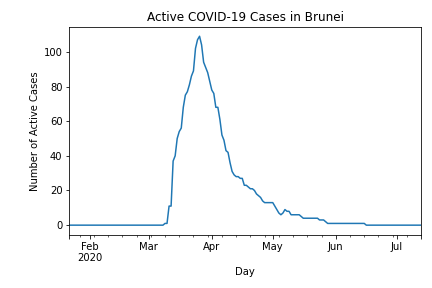 Active COVID-19 Cases in Brunei
Number of Active Cases
100
80
60
40
20
0
Feb Mar Apr May Jun Jul
2020
Day